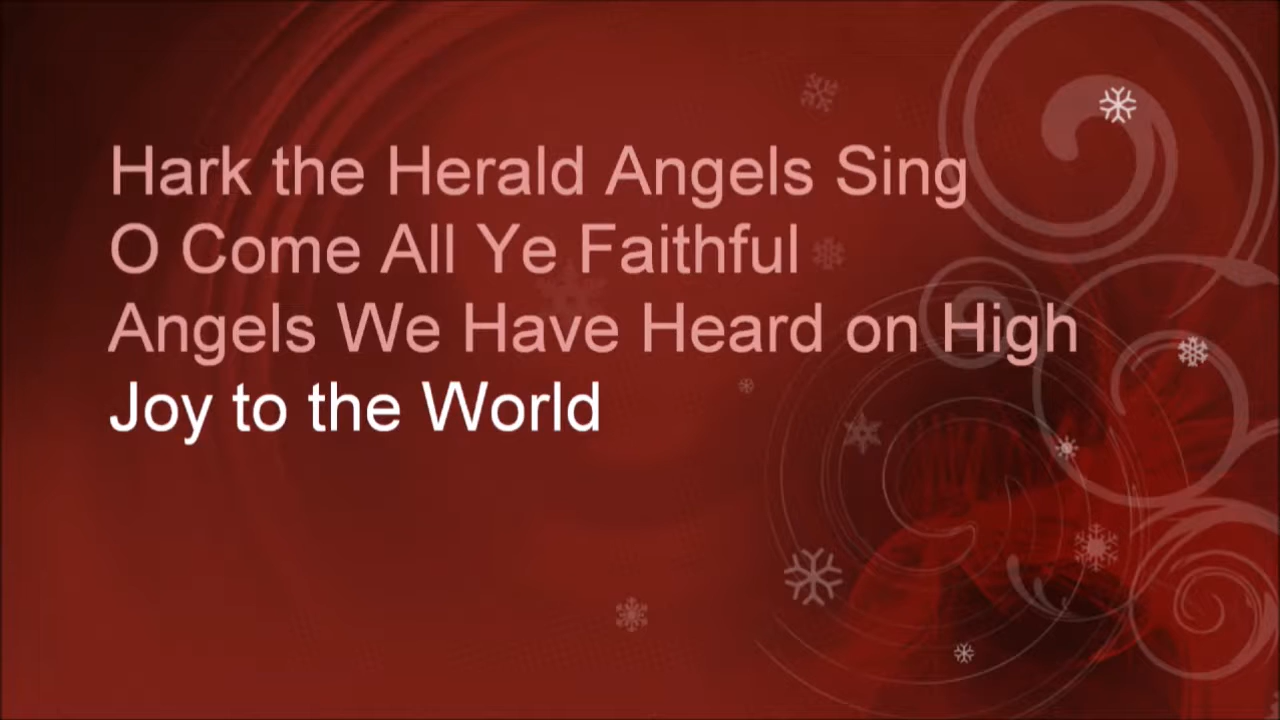 Hark the Herald Angels Sing
O Come All Ye Faithful
Angels We Have Heard on High
Joy to the World